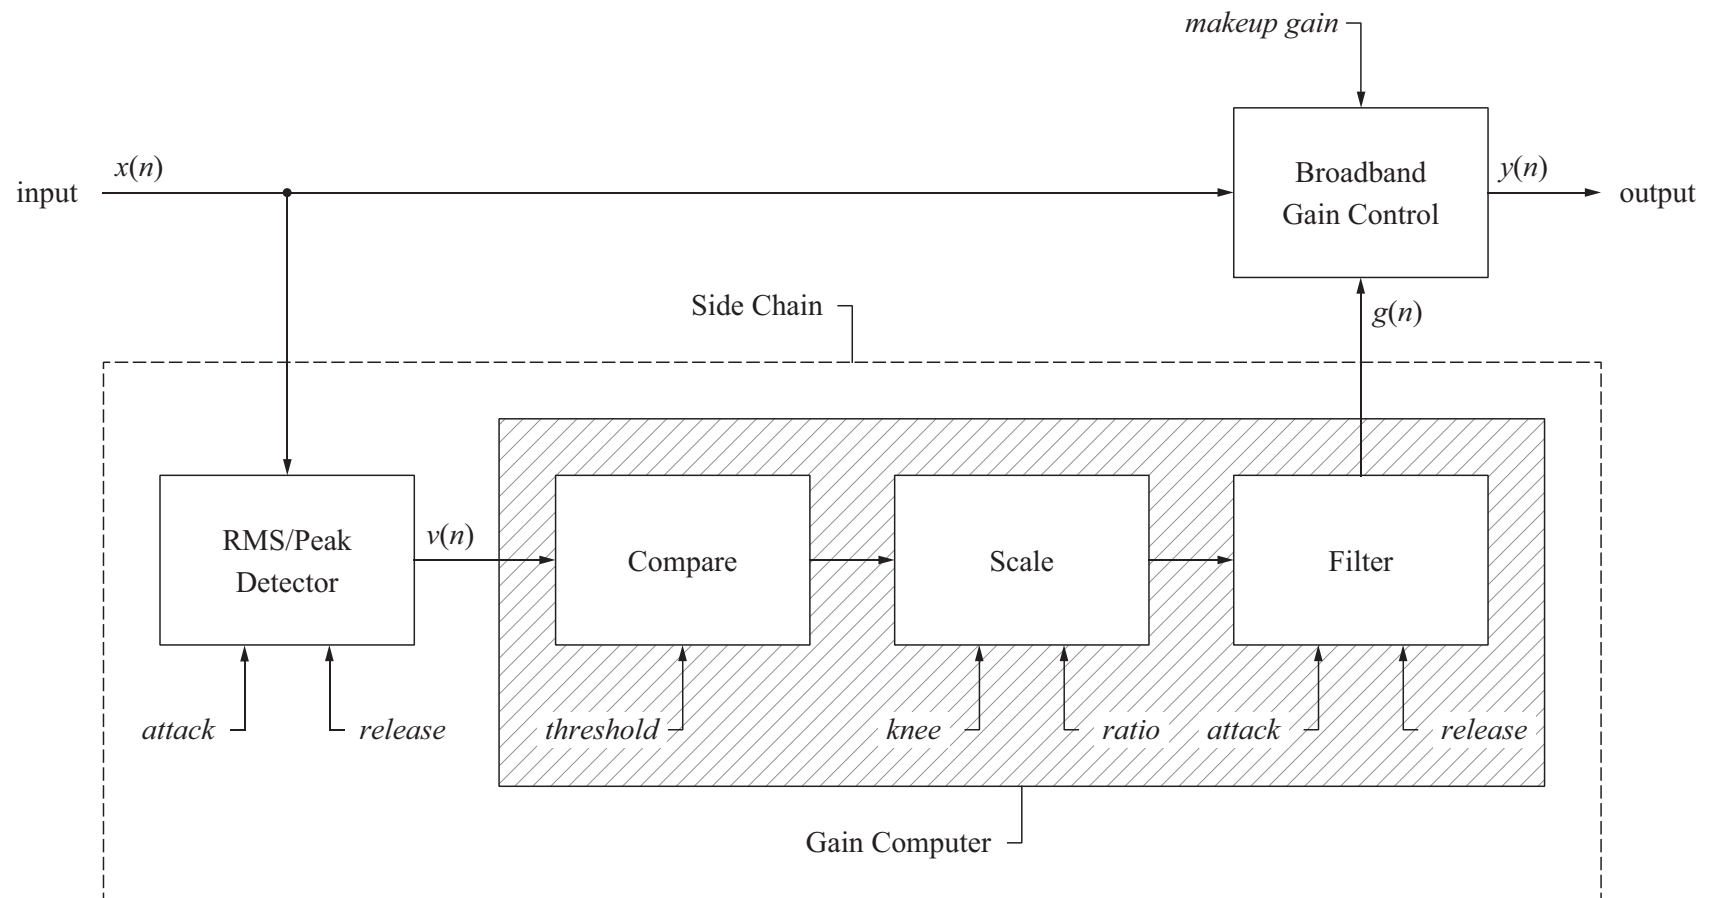 makeup gain
input
x(n)
Broadband
Gain Control
y(n)
output
Side Chain
g(n)
RMS/Peak
Detector
v(n)
Compare
Scale
Filter
attack
release
threshold
knee
ratio
attack
release
Gain Computer